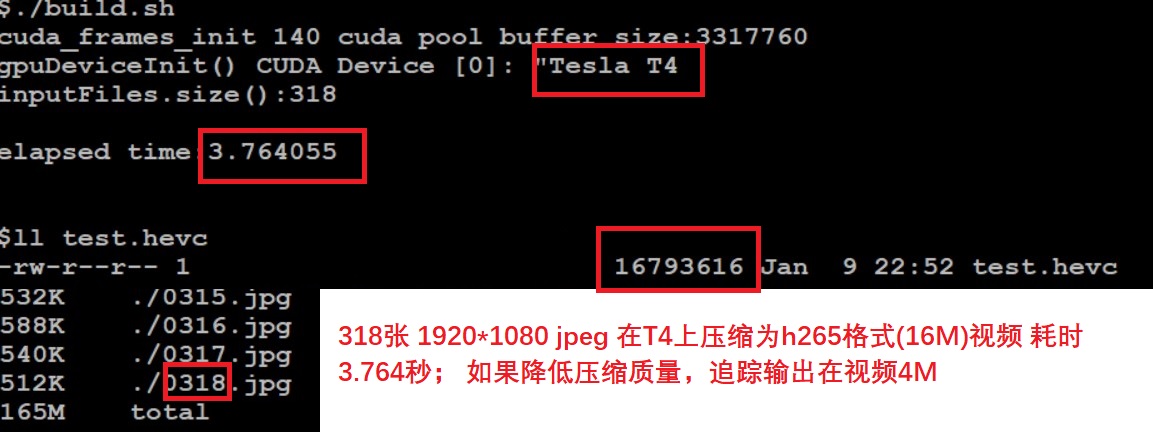 $./build.sh
cuda_frames_init 140 cuda pool buffer size:3317760
gpuDeviceInit() CUDA Device [0]: "Tesla T4
inputFiles.size():318
elapsed time:3.764055
$ll test.hevc
-rw-r--r-- 1 16793616 Jan 9 22:52 test.hevc
532K ./0315.jpg
588K ./0316.jpg
540K ./0317.jpg
512K ./0318.jpg
165M total
318张 1920*1080 jpeg 在T4上压缩为h265格式(16M)视频 耗时
3.764秒； 如果降低压缩质量，追踪输出在视频4M